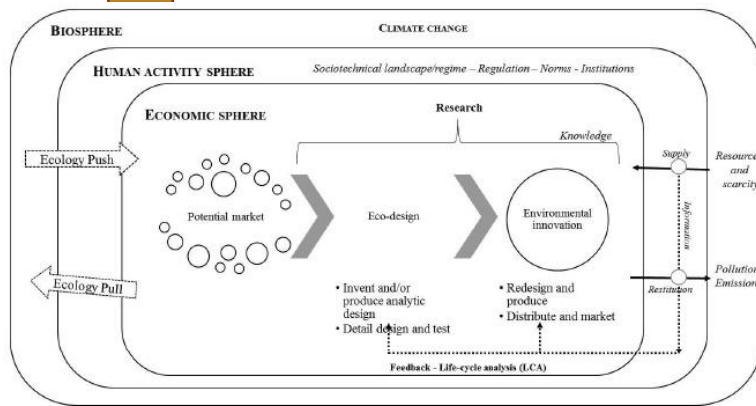 BIOSPHERE
CLIMATE CHANGE
HUMAN ACTIVITY SPHERE
Sociotechnical landscape/regime – Regulation – Norms - Institutions
ECONOMIC SPHERE
Research
Knowledge
Ecology Push
Supply
Resources
and
scarcity
Potential market
Eco-design
Environmental
innovation
Information
Ecology Pull
• Invent and/or
produce analytic
design
• Detail design and test
• Redesign and
produce
• Distribute and market
Restitution
Pollution
Emission
Feedback - Life-cycle analysis (LCA)